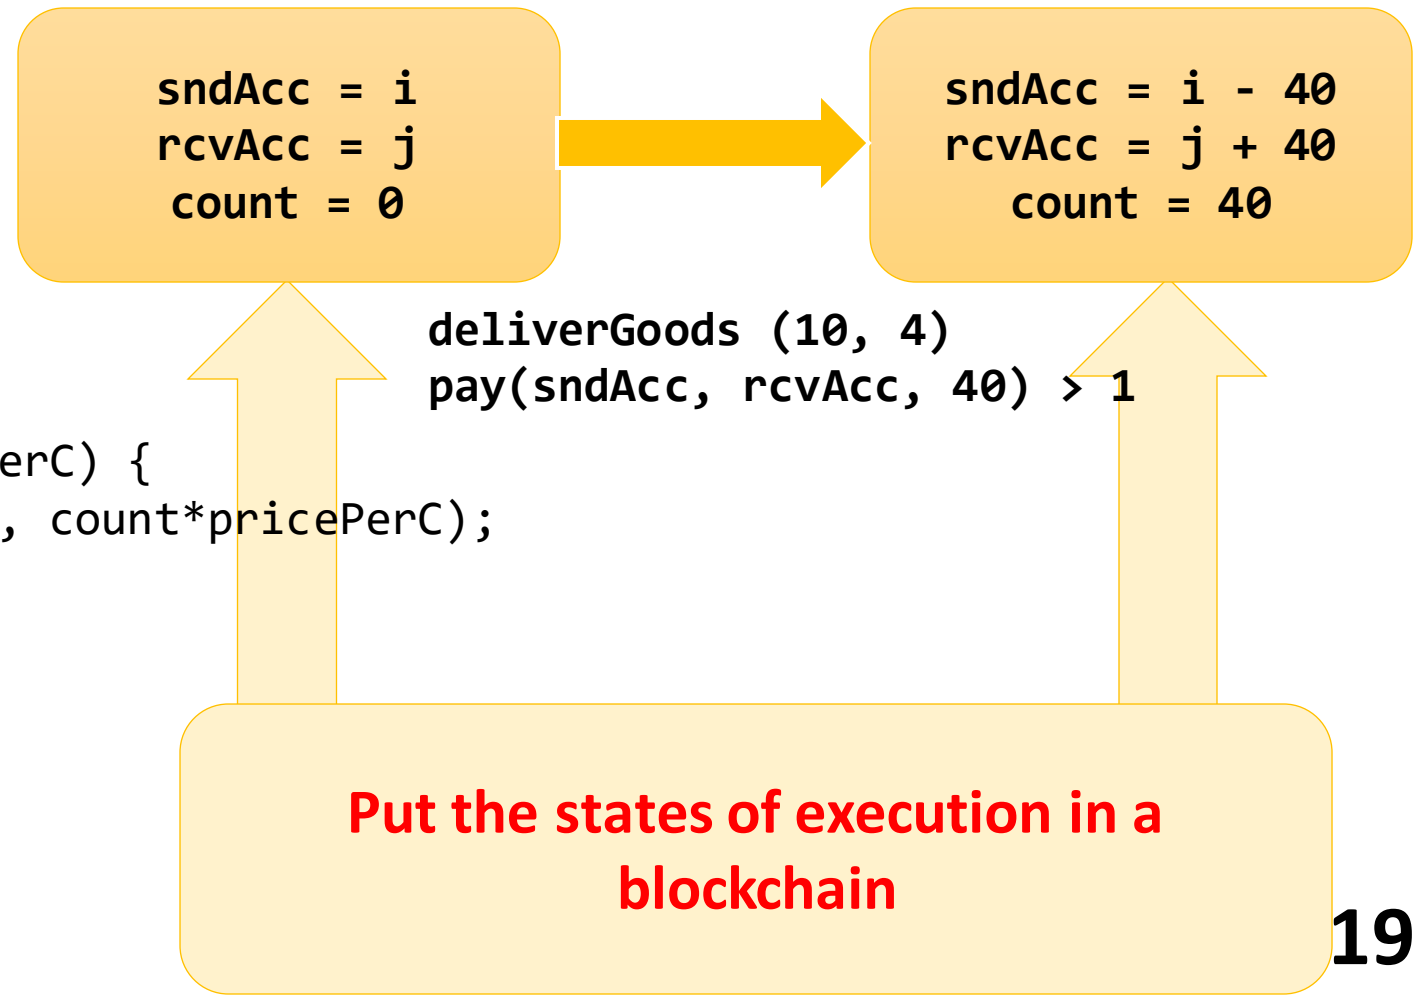 sndAcc = i
rcvAcc = j
count = 0
sndAcc = i - 40
rcvAcc = j + 40
count = 40
deliverGoods (10, 4)
pay(sndAcc, rcvAcc, 40) > 1
erC) {
, count*pricePerC);
Put the states of execution in a
blockchain
19